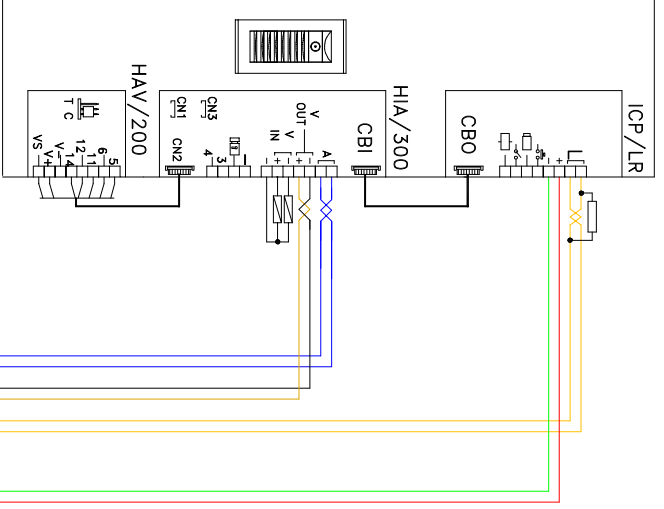 HAV/200
T C
VS
V+
V-
14
12
11
6
5
CN1
CN3
CN2
4
3
1
HIA/300
V
OUT
V
IN
- + - + -
A
CBI
ICP/LR
CBO
- +
L